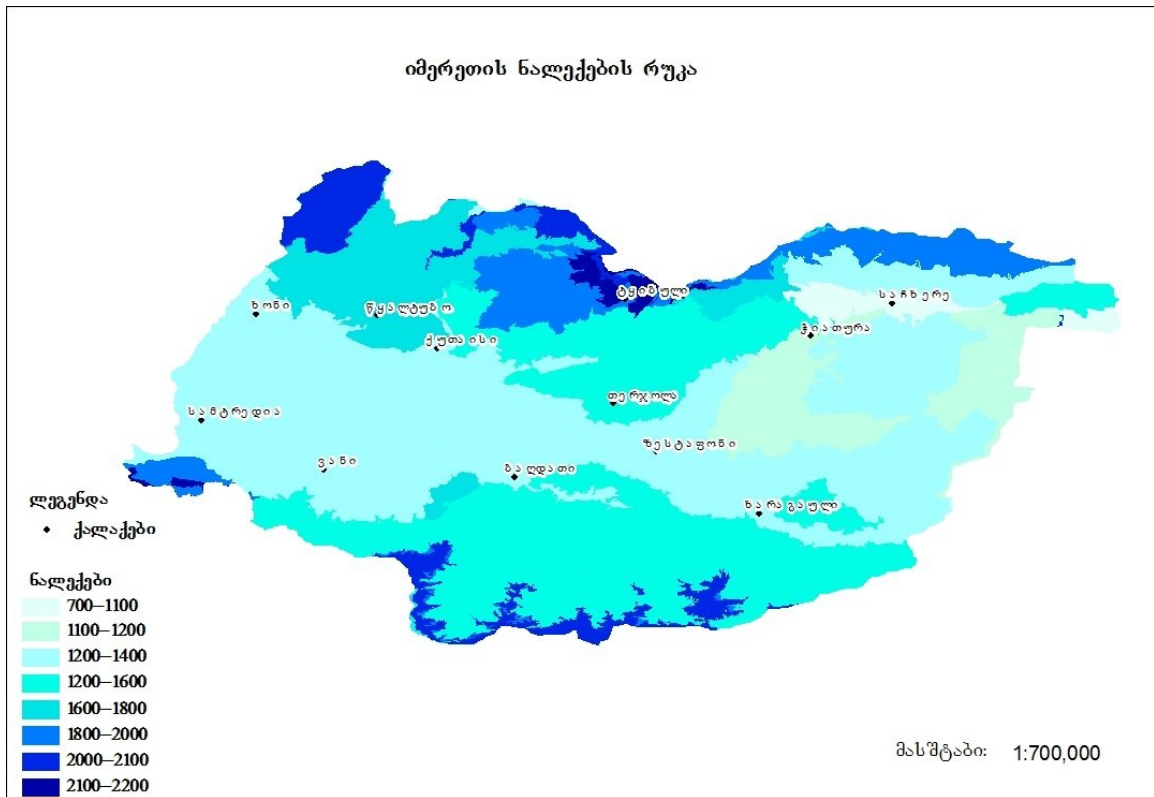 იმერეთის ნალექების რუკა
ტყიბული
საჩხერე
ხონი
წყალტუბო
ჭიათურა
ქუთაისი
თერჯოლა
სამტრედია
ზესტაფონი
ვანი
ბაღდათი
ხარაგაული
ლეგენდა
ქალაქები
ნალექები
700–1100
1100–1200
1200–1400
1200–1600
1600–1800
1800–2000
2000–2100
2100–2200
მასშტაბი: 1:700,000